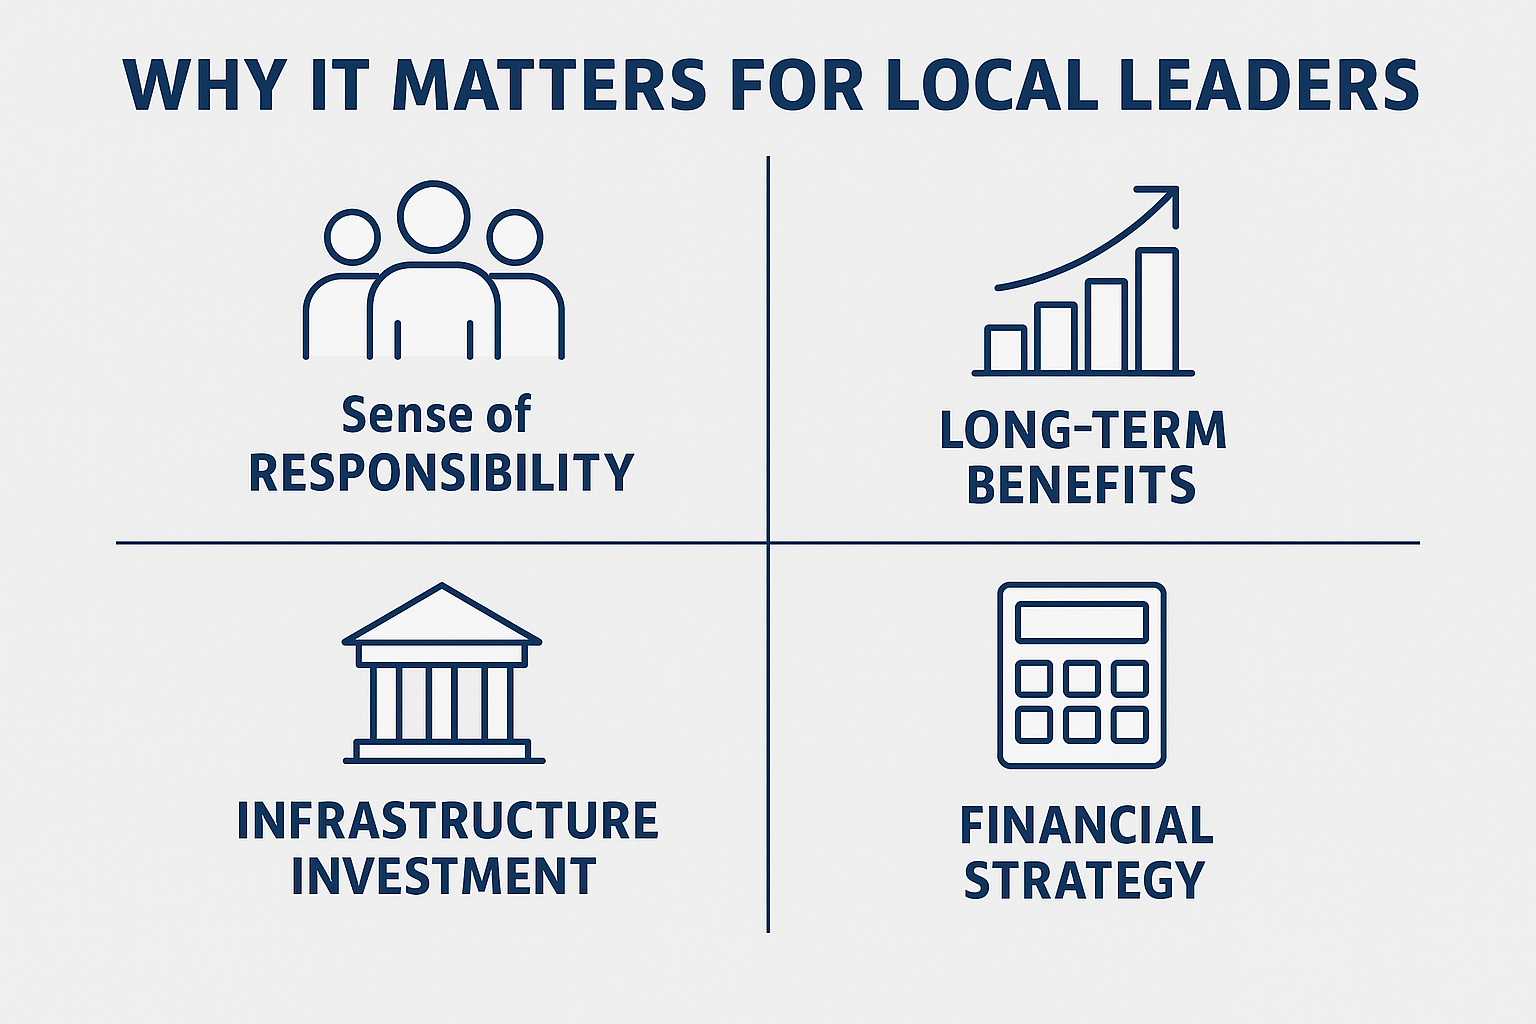 WHY IT MATTERS FOR LOCAL LEADERS
Sense of
RESPONSIBILITY
LONG-TERM
BENEFITS
INFRASTRUCTURE
INVESTMENT
FINANCIAL
STRATEGY